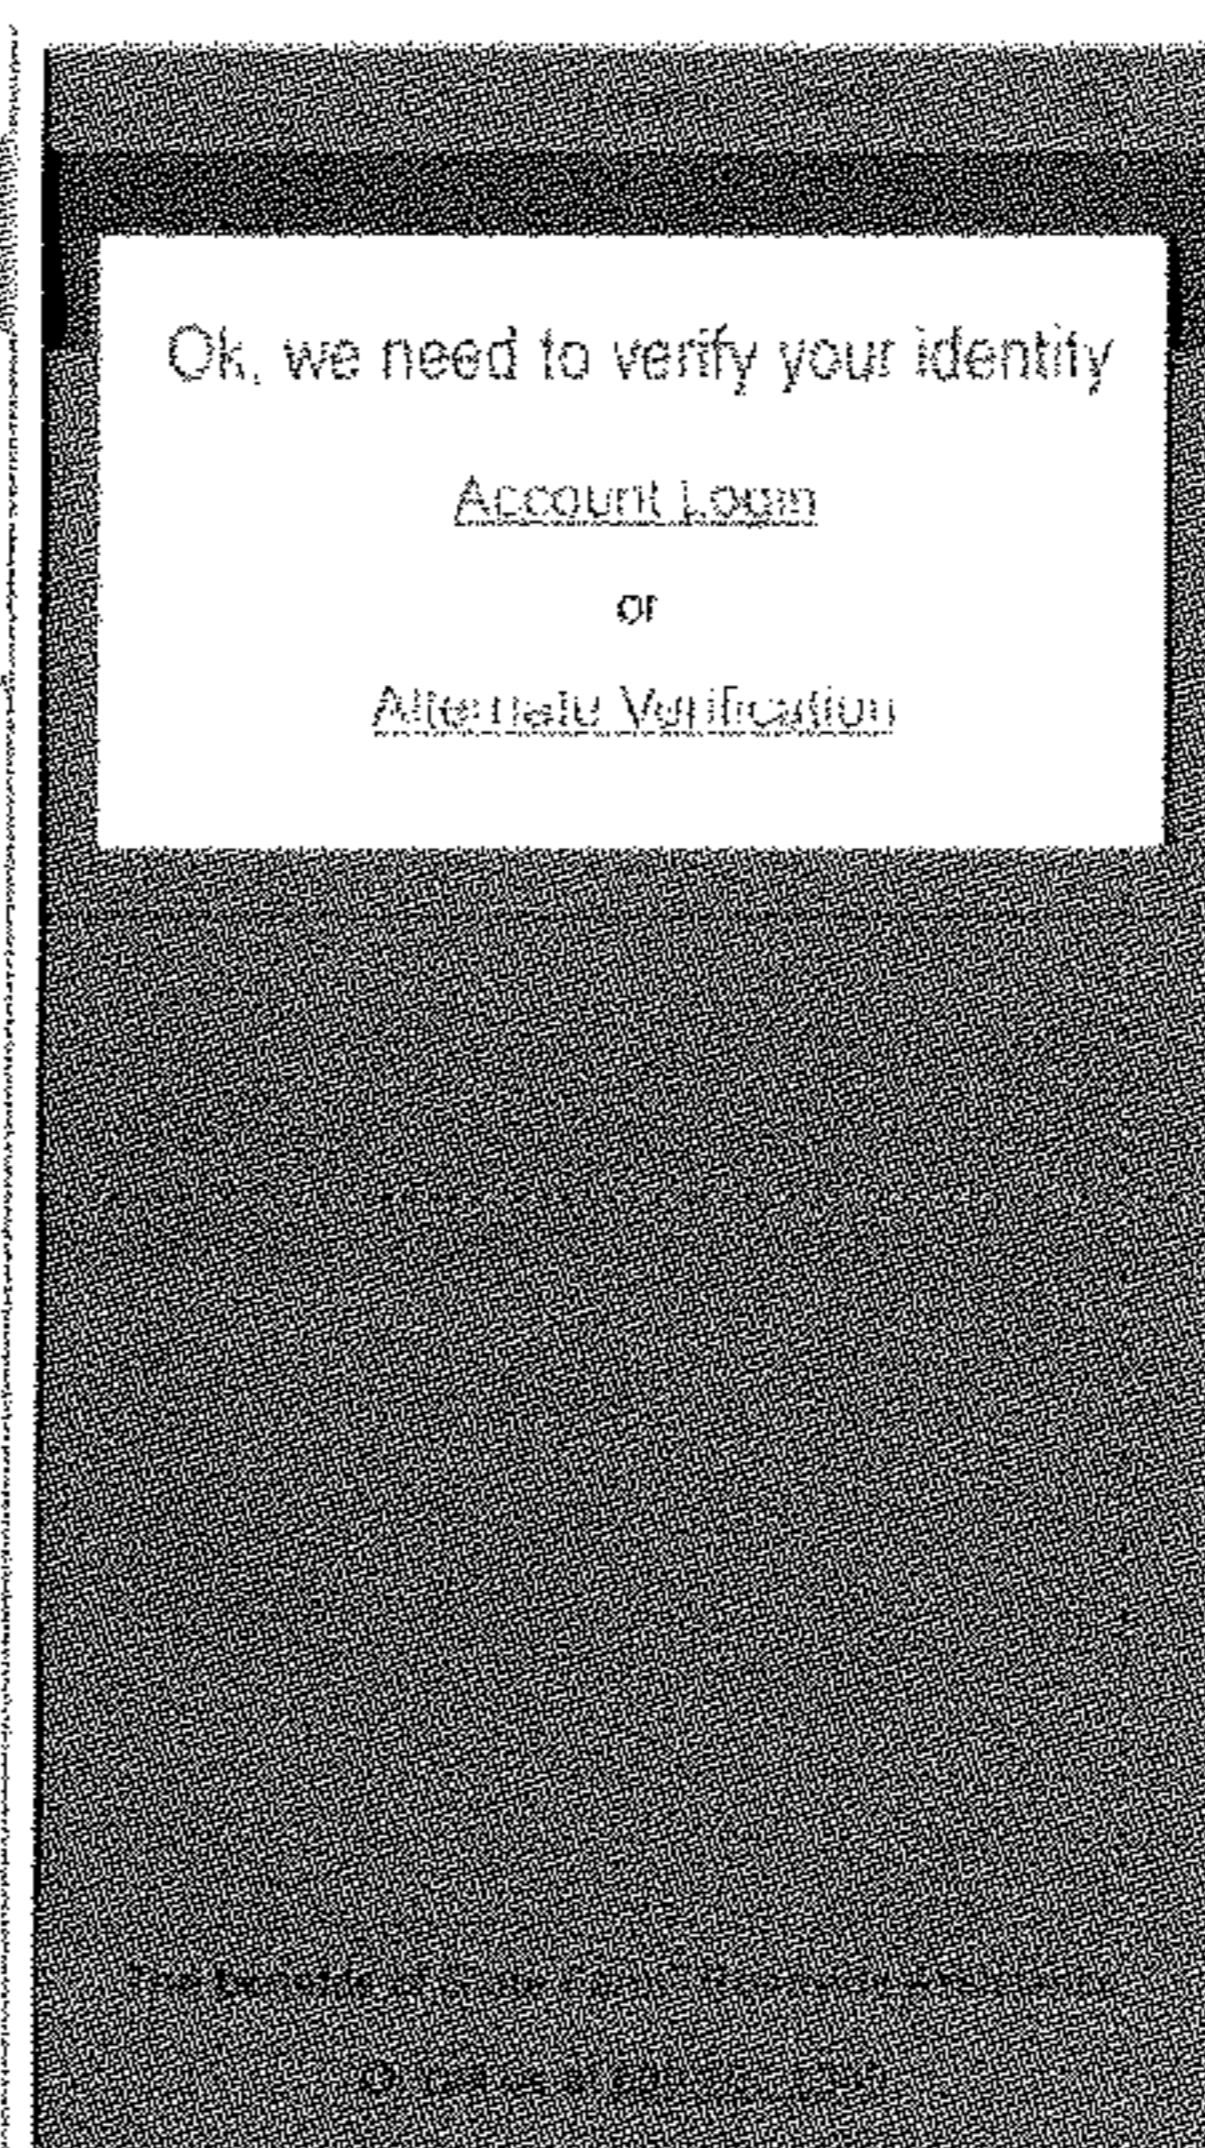 Ok, we need to verify your identity
Account Login
or
Alternate Verification